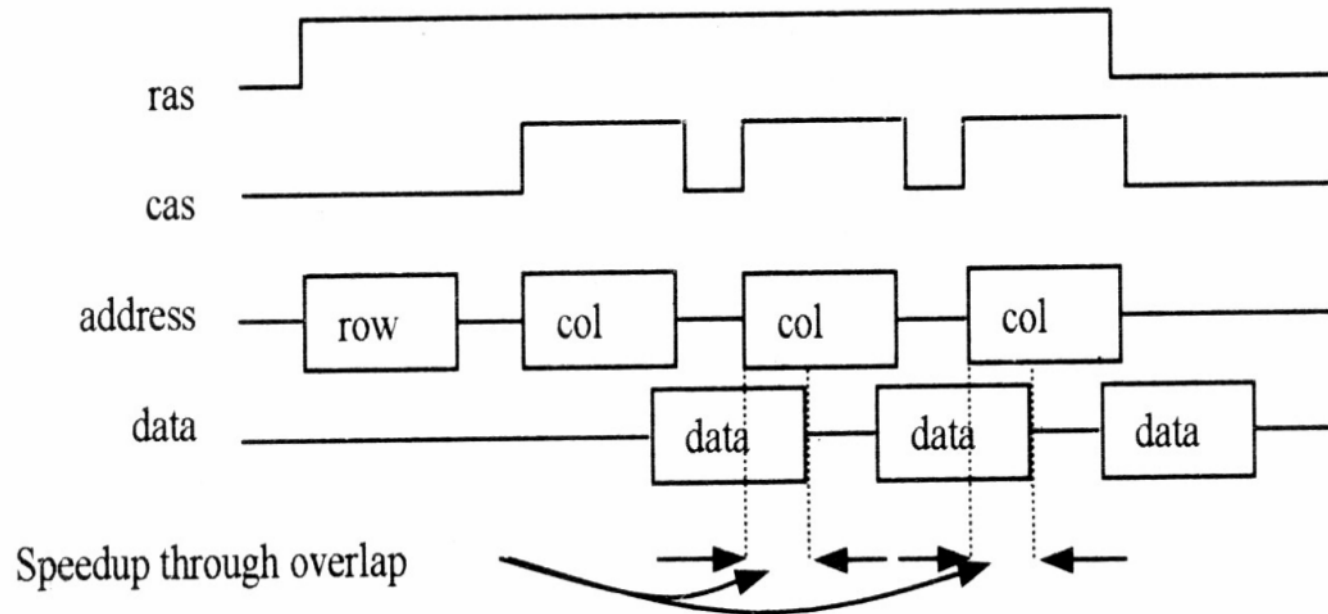 ras
cas
address row col col col
data data data data
Speedup through overlap